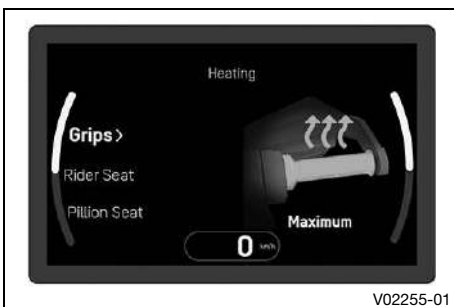 Heating
Grips>
Rider Seat
Pillion Seat
Maximum
0 km/h
V02255-01